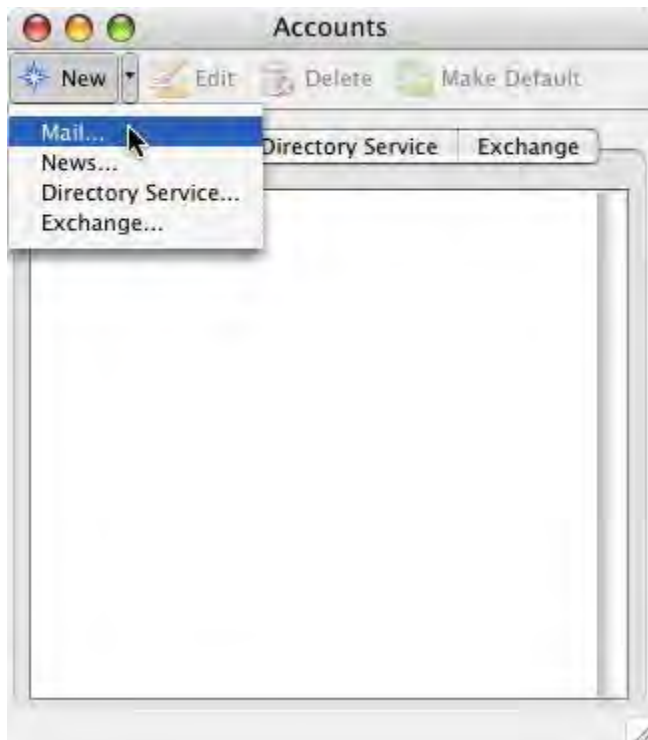 Accounts
New Edit Delete Make Default
Mail...
Directory Service Exchange
News...
Directory Service...
Exchange...